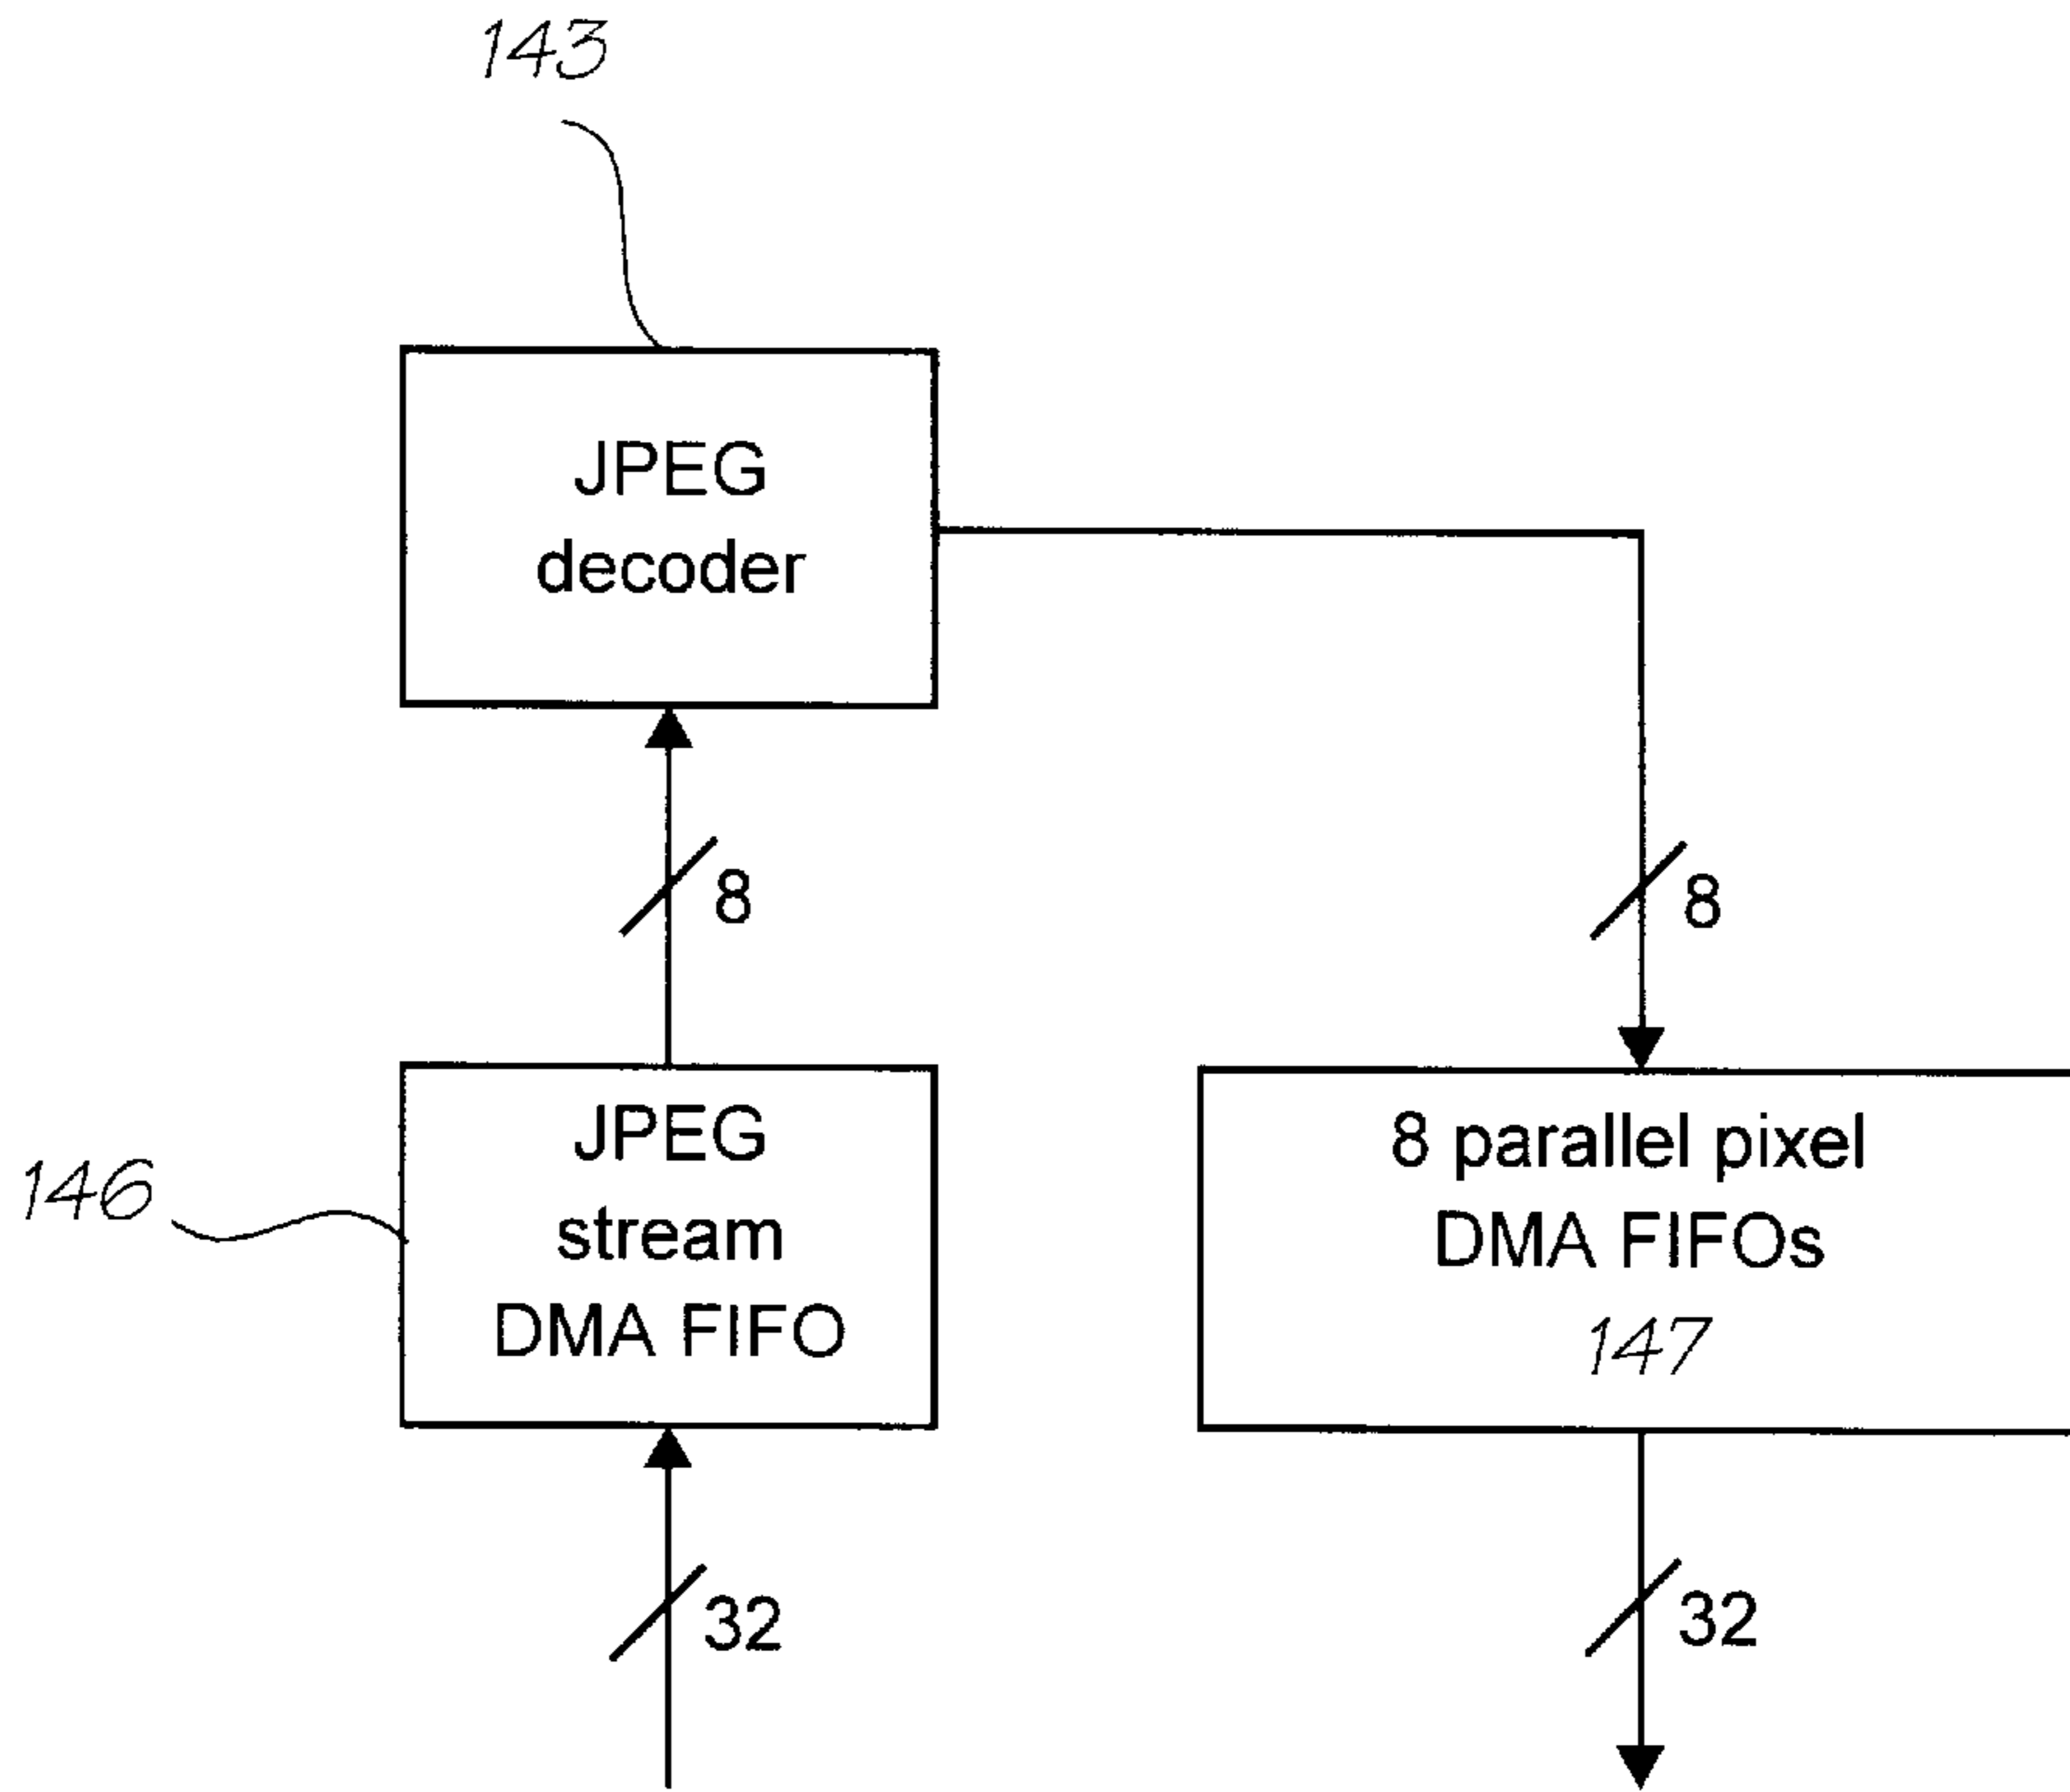 143
JPEG
decoder
8
8
146
JPEG
stream
DMA FIFO
8 parallel pixel
DMA FIFOs
147
32
32